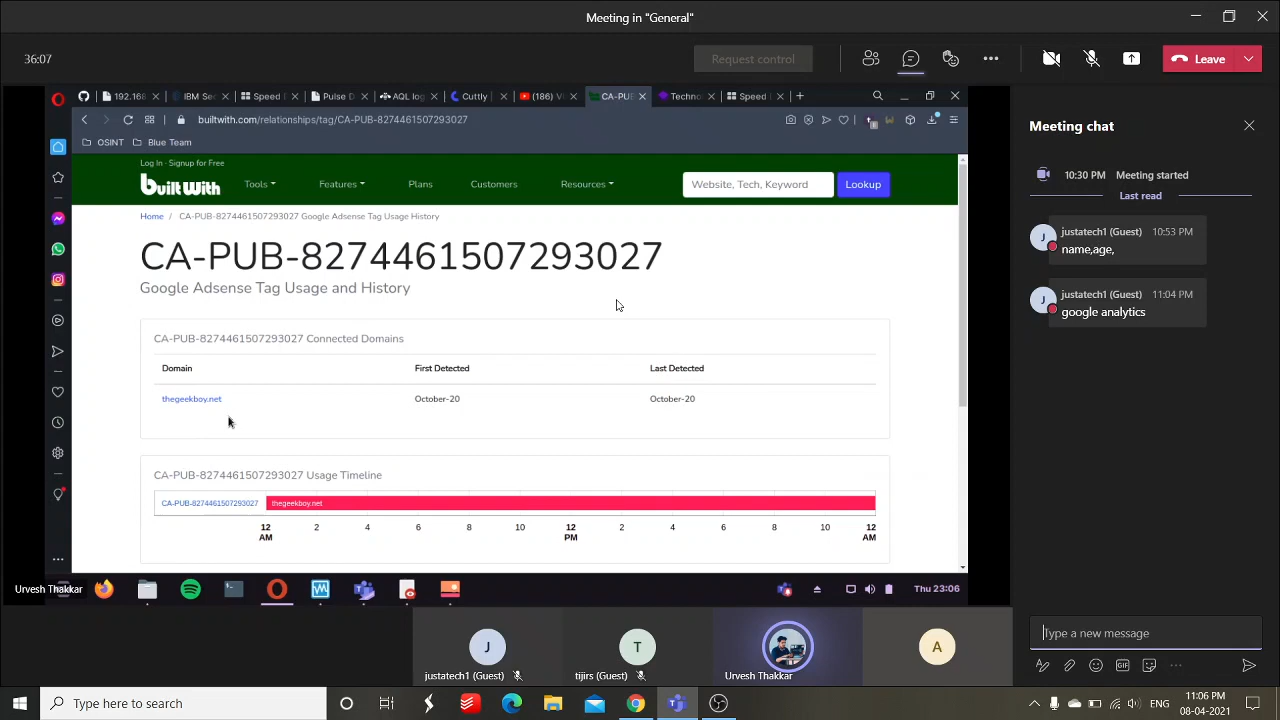 Meeting in "General"
36:07
Request control
Leave
192.168
IBM Sec
Speed
Pulse D
AQL log
Cuttly
(186) V
CA-PUB
Techno
Speed
builtwith.com/relationships/tag/CA-PUB-8274461507293027
OSINT
Blue Team
Log In · Signup for Free
built with
Tools
Features
Plans
Customers
Resources
Website, Tech, Keyword
Lookup
Home / CA-PUB-8274461507293027 Google Adsense Tag Usage History
CA-PUB-8274461507293027
Google Adsense Tag Usage and History
CA-PUB-8274461507293027 Connected Domains
Domain First Detected Last Detected
thegeekboy.net October-20 October-20
CA-PUB-8274461507293027 Usage Timeline
CA-PUB-8274461507293027 thegeekboy.net
12 AM 2 4 6 8 10 12 PM 2 4 6 8 10 12 AM
Urvesh Thakkar
Thu 23:06
Meeting chat
10:30 PM Meeting started
Last read
J
justatech1 (Guest) 10:53 PM
name,age,
J
justatech1 (Guest) 11:04 PM
google analytics
Type a new message
GIF
J
justatech1 (Guest)
T
tijirs (Guest)
Urvesh Thakkar
A
Type here to search
ENG
11:06 PM
08-04-2021